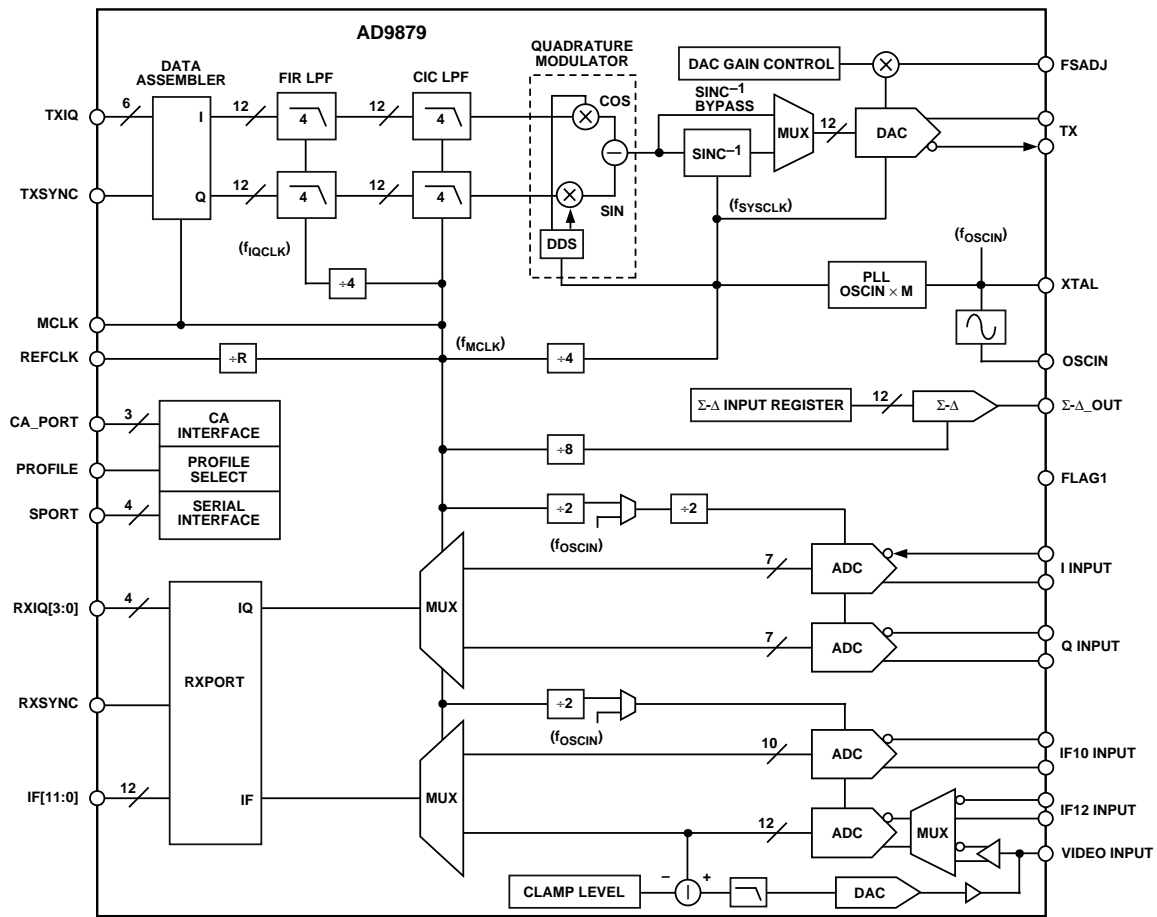 AD9879
DATA
ASSEMBLER
FIR LPF
CIC LPF
QUADRATURE
MODULATOR
DAC GAIN CONTROL
FSADJ
TXIQ
6
I
12
4
12
4
COS
SINC–1
BYPASS
MUX
12
DAC
TX
SINC–1
TXSYNC
Q
12
4
12
4
SIN
DDS
(fSYSCLK)
(fIQCLK)
÷4
(fOSCIN)
PLL
OSCIN × M
XTAL
MCLK
REFCLK
÷R
(fMCLK)
÷4
OSCIN
Σ-Δ INPUT REGISTER
12
Σ-Δ
Σ-Δ_OUT
CA_PORT
3
CA
INTERFACE
÷8
PROFILE
PROFILE
SELECT
FLAG1
SPORT
4
SERIAL
INTERFACE
÷2
(fOSCIN)
÷2
MUX
7
ADC
I INPUT
RXIQ[3:0]
4
IQ
7
ADC
Q INPUT
RXPORT
RXSYNC
÷2
(fOSCIN)
MUX
10
ADC
IF10 INPUT
IF[11:0]
12
IF
12
ADC
MUX
IF12 INPUT
VIDEO INPUT
CLAMP LEVEL
–
+
DAC